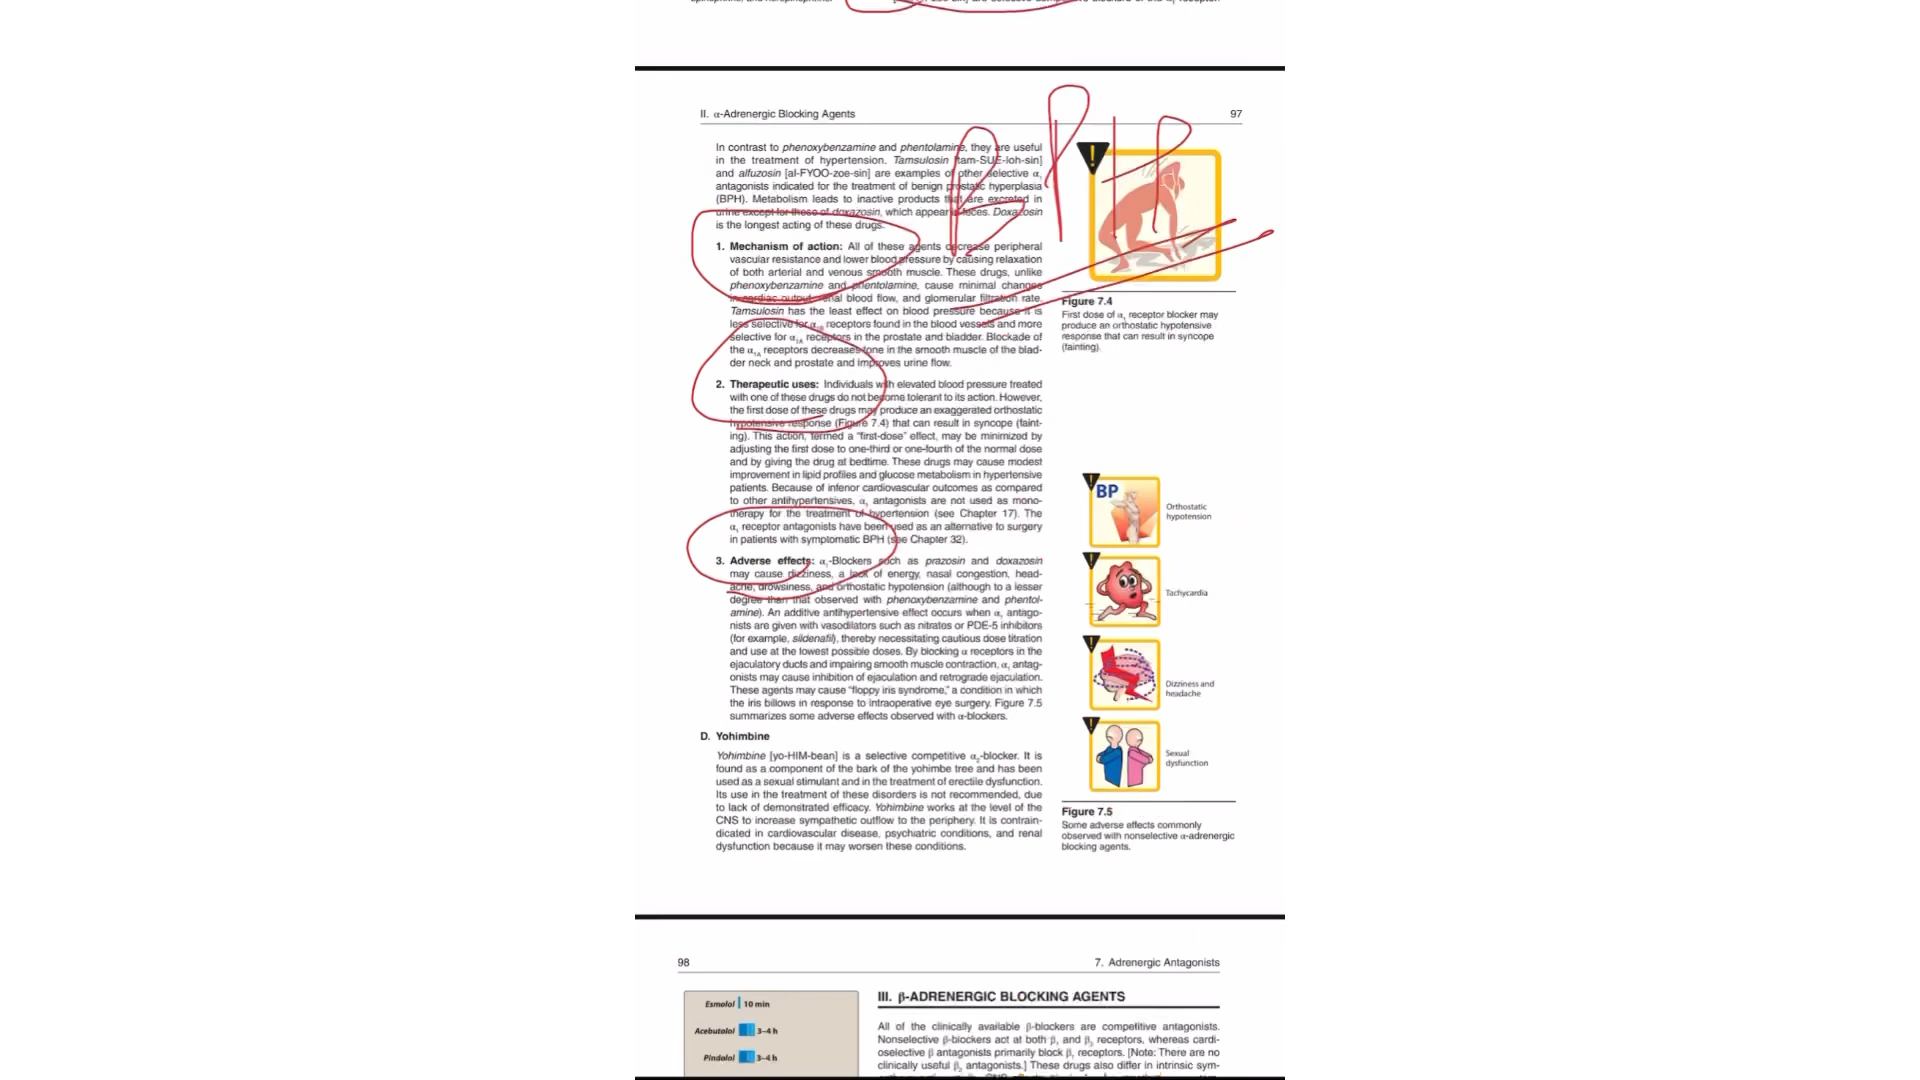 II. α-Adrenergic Blocking Agents
97
BPH
In contrast to phenoxybenzamine and phentolamine, they are useful
in the treatment of hypertension. Tamsulosin [tam-SUE-loh-sin]
and alfuzosin [al-FYOO-zoe-sin] are examples of other selective α₁
antagonists indicated for the treatment of benign prostatic hyperplasia
(BPH). Metabolism leads to inactive products that are excreted in
urine except for those of doxazosin, which appear in feces. Doxazosin
is the longest acting of these drugs.
1. Mechanism of action: All of these agents decrease peripheral
vascular resistance and lower blood pressure by causing relaxation
of both arterial and venous smooth muscle. These drugs, unlike
phenoxybenzamine and phentolamine, cause minimal changes
in cardiac output, renal blood flow, and glomerular filtration rate.
Tamsulosin has the least effect on blood pressure because it is
less selective for α₁B receptors found in the blood vessels and more
selective for α₁A receptors in the prostate and bladder. Blockade of
the α₁A receptors decreases tone in the smooth muscle of the blad-
der neck and prostate and improves urine flow.
2. Therapeutic uses: Individuals with elevated blood pressure treated
with one of these drugs do not become tolerant to its action. However,
the first dose of these drugs may produce an exaggerated orthostatic
hypotensive response (Figure 7.4) that can result in syncope (faint-
ing). This action, termed a “first-dose” effect, may be minimized by
adjusting the first dose to one-third or one-fourth of the normal dose
and by giving the drug at bedtime. These drugs may cause modest
improvement in lipid profiles and glucose metabolism in hypertensive
patients. Because of inferior cardiovascular outcomes as compared
to other antihypertensives, α₁ antagonists are not used as mono-
therapy for the treatment of hypertension (see Chapter 17). The
α₁ receptor antagonists have been used as an alternative to surgery
in patients with symptomatic BPH (see Chapter 32).
3. Adverse effects: α₁-Blockers such as prazosin and doxazosin
may cause dizziness, a lack of energy, nasal congestion, head-
ache, drowsiness, and orthostatic hypotension (although to a lesser
degree than that observed with phenoxybenzamine and phentol-
amine). An additive antihypertensive effect occurs when α₁ antago-
nists are given with vasodilators such as nitrates or PDE-5 inhibitors
(for example, sildenafil), thereby necessitating cautious dose titration
and use at the lowest possible doses. By blocking α receptors in the
ejaculatory ducts and impairing smooth muscle contraction, α₁ antag-
onists may cause inhibition of ejaculation and retrograde ejaculation.
These agents may cause “floppy iris syndrome,” a condition in which
the iris billows in response to intraoperative eye surgery. Figure 7.5
summarizes some adverse effects observed with α-blockers.
D. Yohimbine
Yohimbine [yo-HIM-bean] is a selective competitive α₂-blocker. It is
found as a component of the bark of the yohimbe tree and has been
used as a sexual stimulant and in the treatment of erectile dysfunction.
Its use in the treatment of these disorders is not recommended, due
to lack of demonstrated efficacy. Yohimbine works at the level of the
CNS to increase sympathetic outflow to the periphery. It is contrain-
dicated in cardiovascular disease, psychiatric conditions, and renal
dysfunction because it may worsen these conditions.
Figure 7.4
First dose of α₁ receptor blocker may
produce an orthostatic hypotensive
response that can result in syncope
(fainting).
BP
Orthostatic
hypotension
Tachycardia
Dizziness and
headache
Sexual
dysfunction
Figure 7.5
Some adverse effects commonly
observed with nonselective α-adrenergic
blocking agents.
98
7. Adrenergic Antagonists
Esmolol 10 min
Acebutolol 3–4 h
Pindolol 3–4 h
III. β-ADRENERGIC BLOCKING AGENTS
All of the clinically available β-blockers are competitive antagonists.
Nonselective β-blockers act at both β₁ and β₂ receptors, whereas cardi-
oselective β antagonists primarily block β₁ receptors. [Note: There are no
clinically useful β₂ antagonists.] These drugs also differ in intrinsic sym-